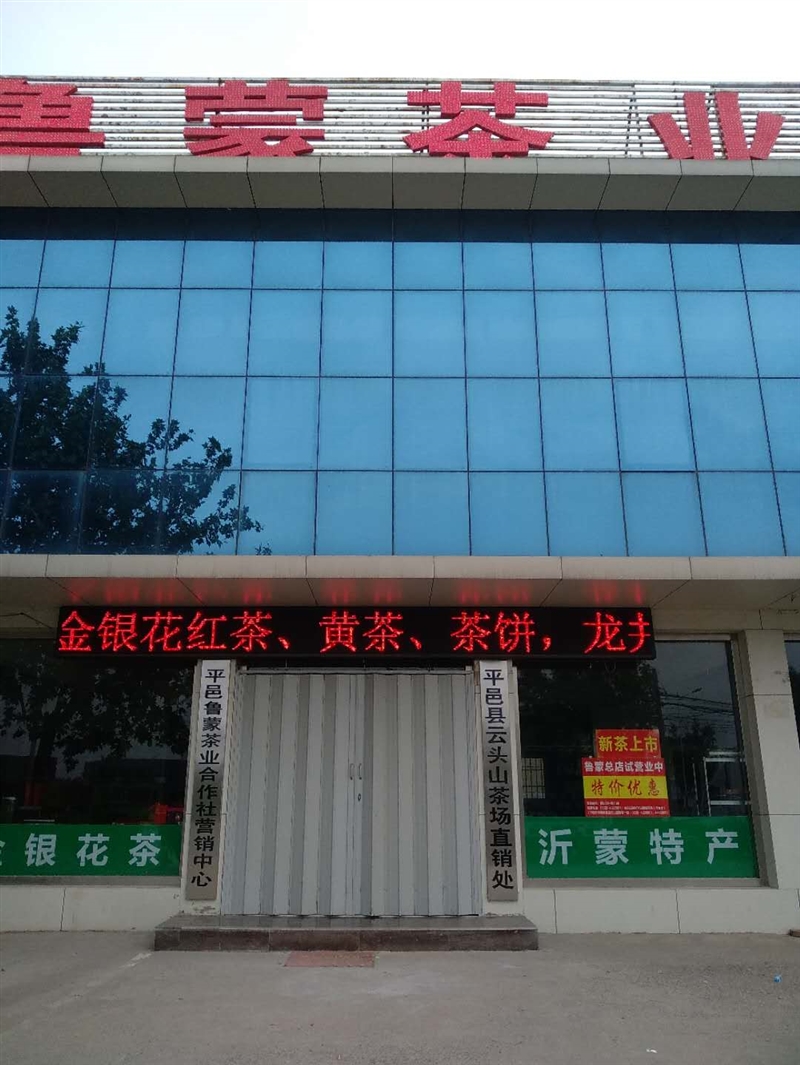 鲁蒙茶业
金银花红茶、黄茶、茶饼，龙井
平邑鲁蒙茶业合作社营销中心
平邑县云头山茶场直销处
新茶上市
鲁蒙总店试营业中
特价优惠
金银花茶
沂蒙特产